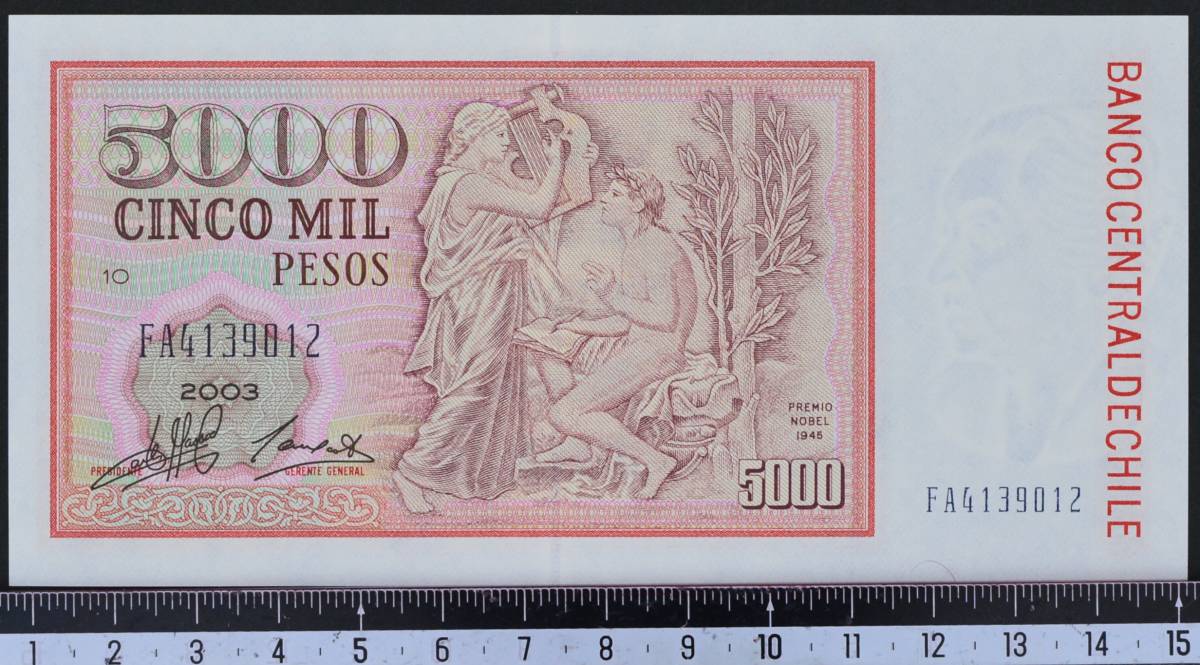 5000
CINCO MIL
PESOS
10
FA4139012
2003
PRESIDENTE
GERENTE GENERAL
PREMIO
NOBEL
1945
5000
FA4139012
BANCO CENTRAL DE CHILE
1 2 3 4 5 6 7 8 9 10 11 12 13 14 15